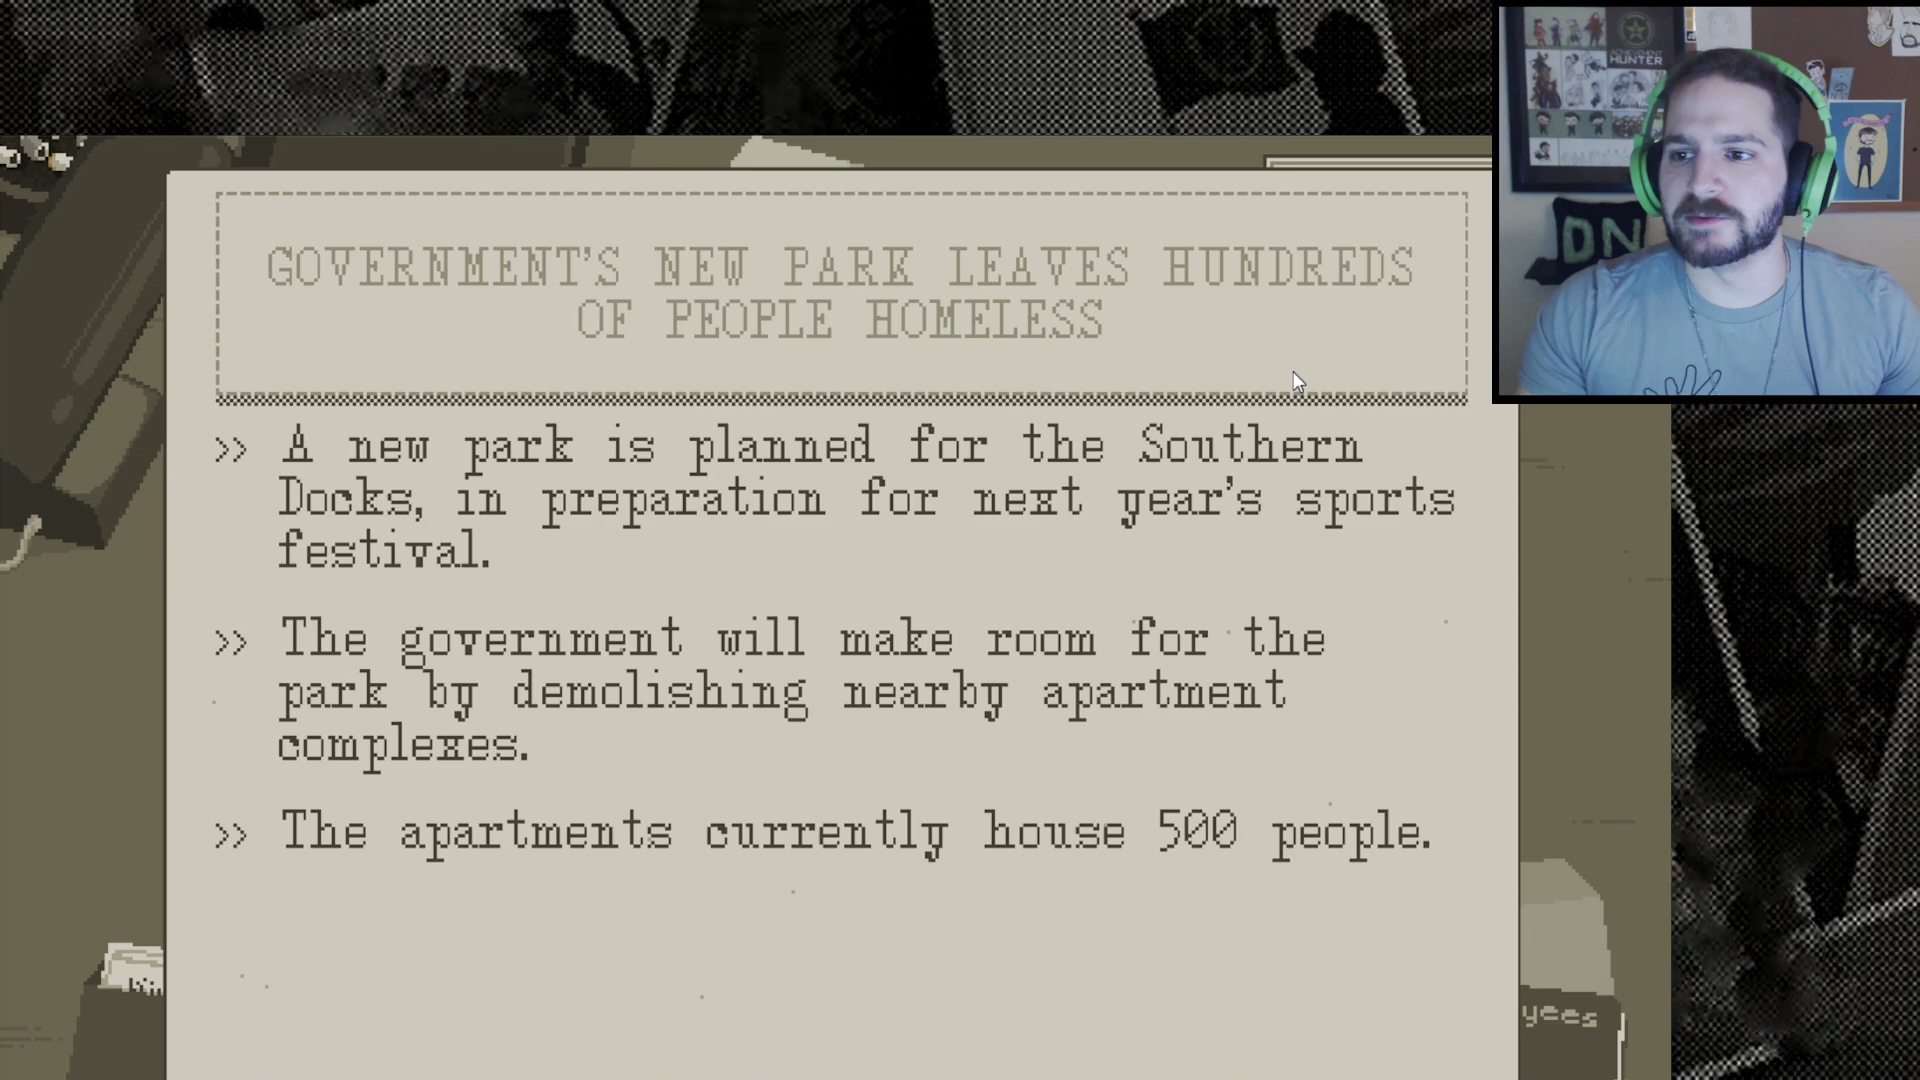 GOVERNMENT'S NEW PARK LEAVES HUNDREDS
OF PEOPLE HOMELESS
>> A new park is planned for the Southern
Docks, in preparation for next year's sports
festival.
>> The government will make room for the
park by demolishing nearby apartment
complexes.
>> The apartments currently house 500 people.
yees
HUNTER
DN